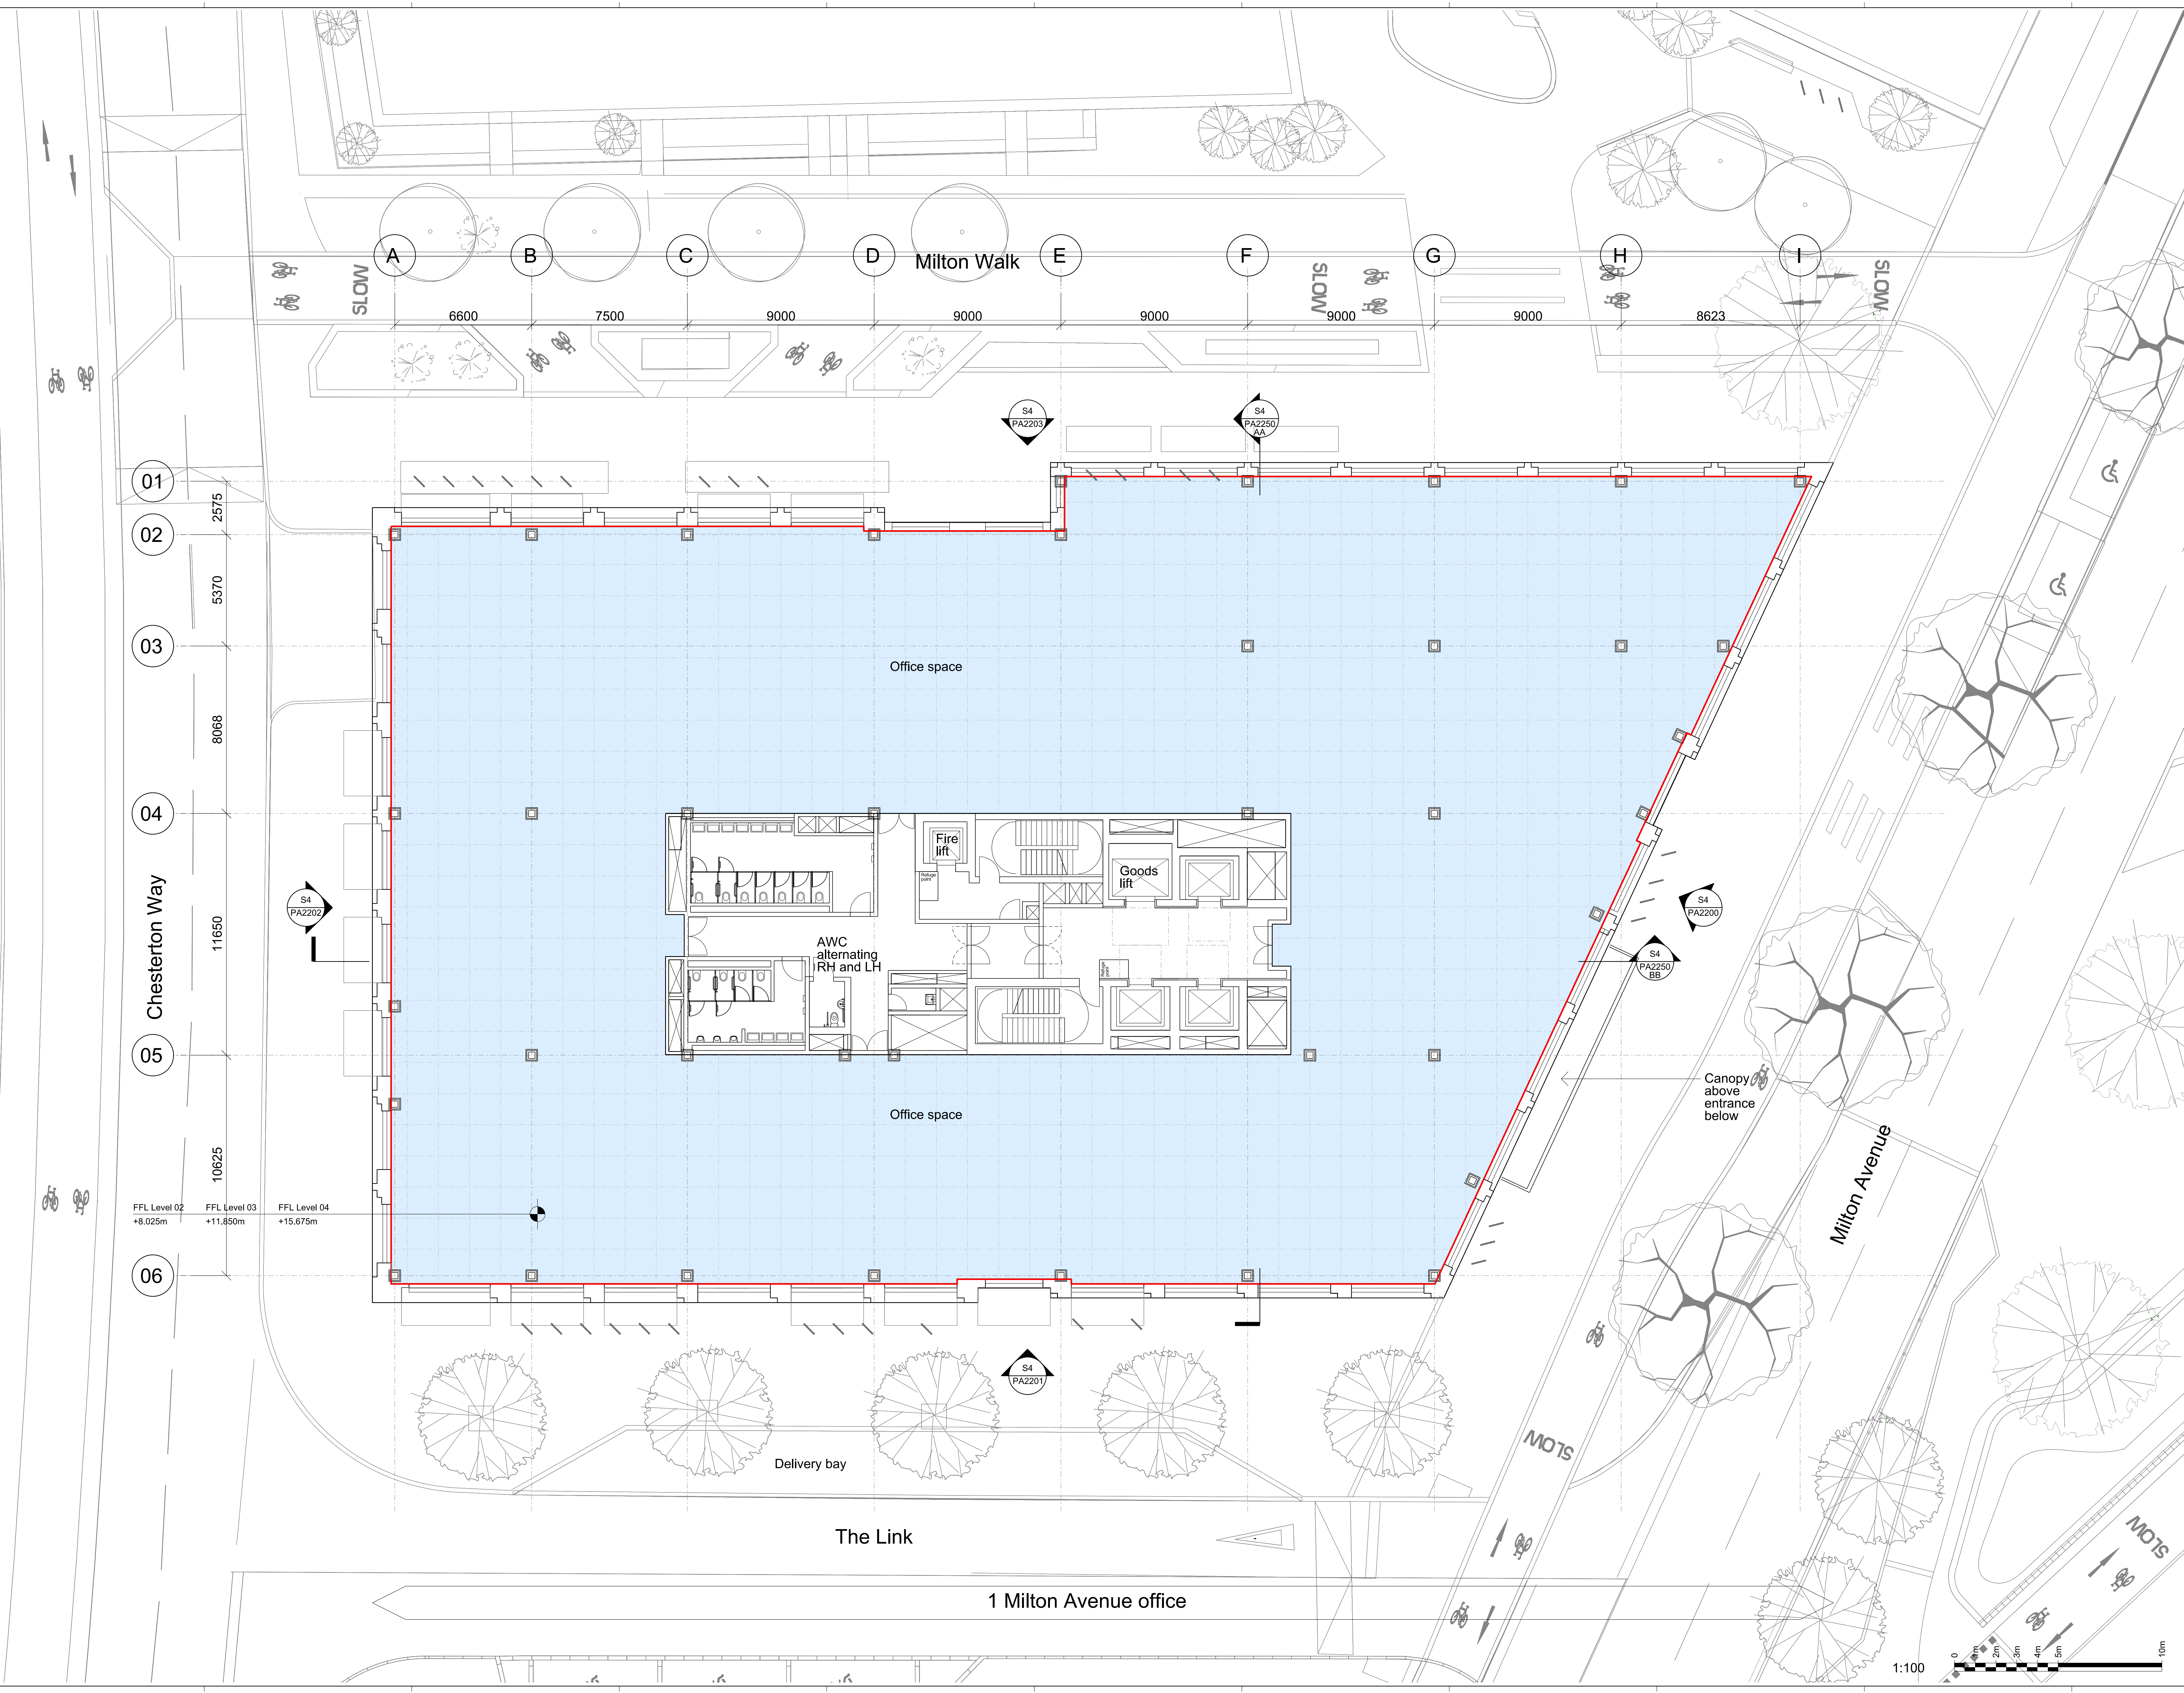 A
B
C
D
E
F
G
H
I
Milton Walk
SLOW
SLOW
SLOW
6600
7500
9000
9000
9000
9000
9000
8623
S4
PA2203
S4
PA2250
AA
01
2575
02
5370
03
8068
04
11650
05
10625
06
Office space
Fire
lift
Refuge
point
Goods
lift
Chesterton Way
S4
PA2202
AWC
alternating
RH and LH
Refuge
point
S4
PA2200
S4
PA2250
BB
Canopy
above
entrance
below
Office space
Milton Avenue
FFL Level 02
FFL Level 03
FFL Level 04
+8.025m
+11,850m
+15,675m
S4
PA2201
SLOW
Delivery bay
The Link
SLOW
1 Milton Avenue office
1:100
0
1m
2m
3m
4m
5m
10m